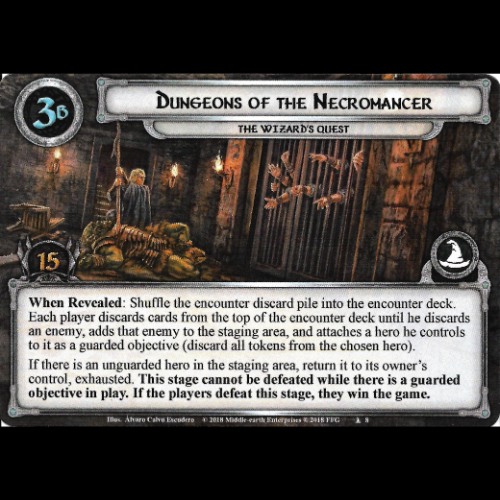 3B
DUNGEONS OF THE NECROMANCER
THE WIZARD'S QUEST
15
When Revealed: Shuffle the encounter discard pile into the encounter deck.
Each player discards cards from the top of the encounter deck until he discards
an enemy, adds that enemy to the staging area, and attaches a hero he controls
to it as a guarded objective (discard all tokens from the chosen hero).
If there is an unguarded hero in the staging area, return it to its owner's
control, exhausted. This stage cannot be defeated while there is a guarded
objective in play. If the players defeat this stage, they win the game.
Illus. Álvaro Calvo Escudero © 2018 Middle-earth Enterprises © 2018 FFG 8